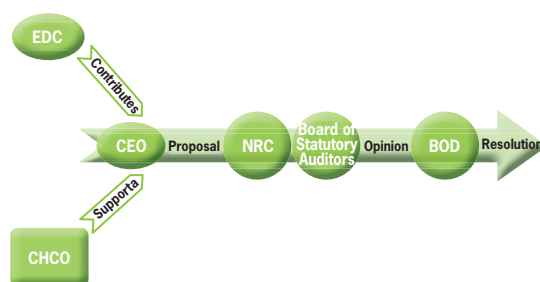 EDC
Contributes
CEO
Proposal
NRC
Board of
Statutory
Auditors
Opinion
BOD
Resolution
Supporta
CHCO